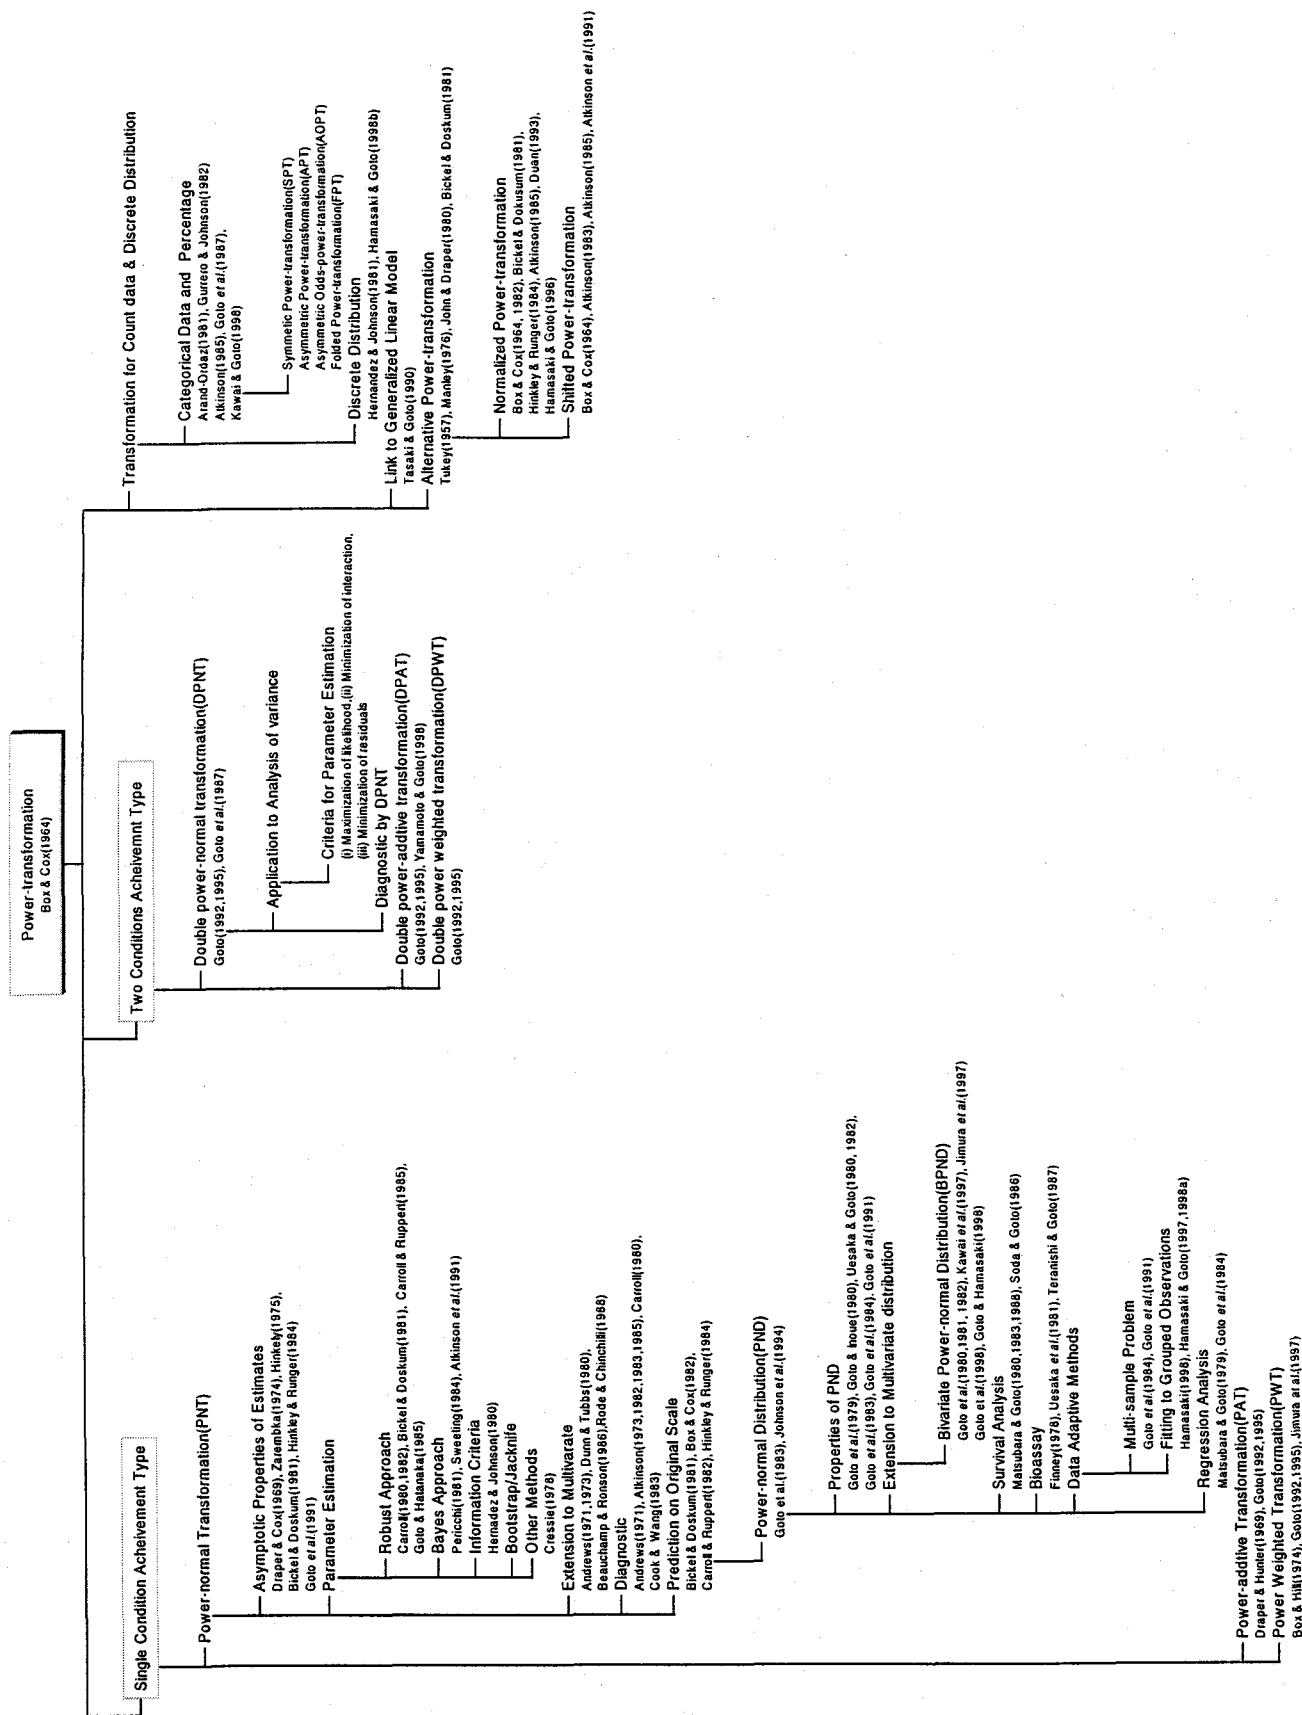 Power-transformation
Box & Cox(1964)
Single Condition Acheivement Type
Power-normal Transformation(PNT)
Asymptotic Properties of Estimates
Draper & Cox(1969), Zarembka(1974), Hinkely(1975),
Bickel & Doskum(1981), Hinkley & Runger(1984)
Goto et al.(1991)
Parameter Estimation
Robust Approach
Carroll(1980,1982), Bickel & Doskum(1981), Carroll & Ruppert(1985),
Goto & Hatanaka(1985)
Bayes Approach
Pericchi(1981), Sweeting(1984), Atkinson et al.(1991)
Information Criteria
Hernadez & Johnson(1980)
Bootstrap/Jacknife
Other Methods
Cressie(1978)
Extension to Multivarate
Andrews(1971,1973), Drunn & Tubbs(1980),
Beauchamp & Ronson(1986),Rode & Chinchilli(1988)
Diagnostic
Andrews(1971), Atkinson(1973,1982,1983,1985), Carroll(1980),
Cook & Wang(1983)
Prediction on Original Scale
Bickel & Doskum(1981), Box & Cox(1982),
Carroll & Ruppert(1982), Hinkley & Runger(1984)
Power-normal Distribution(PND)
Goto et al.(1983), Johnson et al.(1994)
Properties of PND
Goto et al.(1979), Goto & Inoue(1980), Uesaka & Goto(1980, 1982),
Goto et al.(1983), Goto et al.(1984). Goto et al.(1991)
Extension to Multivariate distribution
Bivariate Power-normal Distribution(BPND)
Goto et al.(1980,1981, 1982), Kawai et al.(1997), Jimura et al.(1997)
Goto et al.(1998), Goto & Hamasaki(1998)
Survival Analysis
Matsubara & Goto(1980,1983,1988), Soda & Goto(1986)
Bioassay
Finney(1978), Uesaka et al.(1981), Teranishi & Goto(1987)
Data Adaptive Methods
Multi-sample Problem
Goto et al.(1994), Goto et al.(1991)
Fitting to Grouped Observations
Hamasaki(1996), Hamasaki & Goto(1997,1998a)
Regression Analysis
Matsubara & Goto(1979), Goto et al.(1984)
Power-addtive Transformation(PAT)
Draper & Hunter(1969), Goto(1992,1995)
Power Weighted Transformation(PWT)
Box & Hill(1974), Goto(1992,1995), Jimura et al.(1997)
Two Conditions Acheivemnt Type
Double power-normal transformation(DPNT)
Goto(1992,1995), Goto et al.(1987)
Application to Analysis of variance
Criteria for Parameter Estimation
(i) Maximization of likelihood,(ii) Minimization of interaction,
(iii) Minimization of residuals
Diagnostic by DPNT
Double power-addtive transformation(DPAT)
Goto(1992,1995), Yamamoto & Goto(1998)
Double power weighted transformation(DPWT)
Goto(1992,1995)
Transformation for Count data & Discrete Distribution
Categorical Data and Percentage
Arand-Ordaz(1981), Gurrero & Johnson(1982)
Atkinson(1985), Goto et al.(1987),
Kawai & Goto(1998)
Symmetic Power-transformation(SPT)
Asymmetric Power-transformation(APT)
Asymmetric Odds-power-transformation(AOPT)
Folded Power-transformation(FPT)
Discrete Distribution
Hernandez & Johnson(1981), Hamasaki & Goto(1998b)
Link to Generalized Linear Model
Tasaki & Goto(1990)
Alternative Power-transformation
Tukey(1957), Manley(1976), John & Draper(1980), Bickel & Doskum(1981)
Normalized Power-transformation
Box & Cox(1964, 1982), Bickel & Dokusum(1981),
Hinkley & Runger(1984), Atkinson(1985), Duan(1993),
Hamasaki & Goto(1996)
Shifted Power-transformation
Box & Cox(1964), Atkinson(1983), Atkinson(1985), Atkinson et al.(1991)